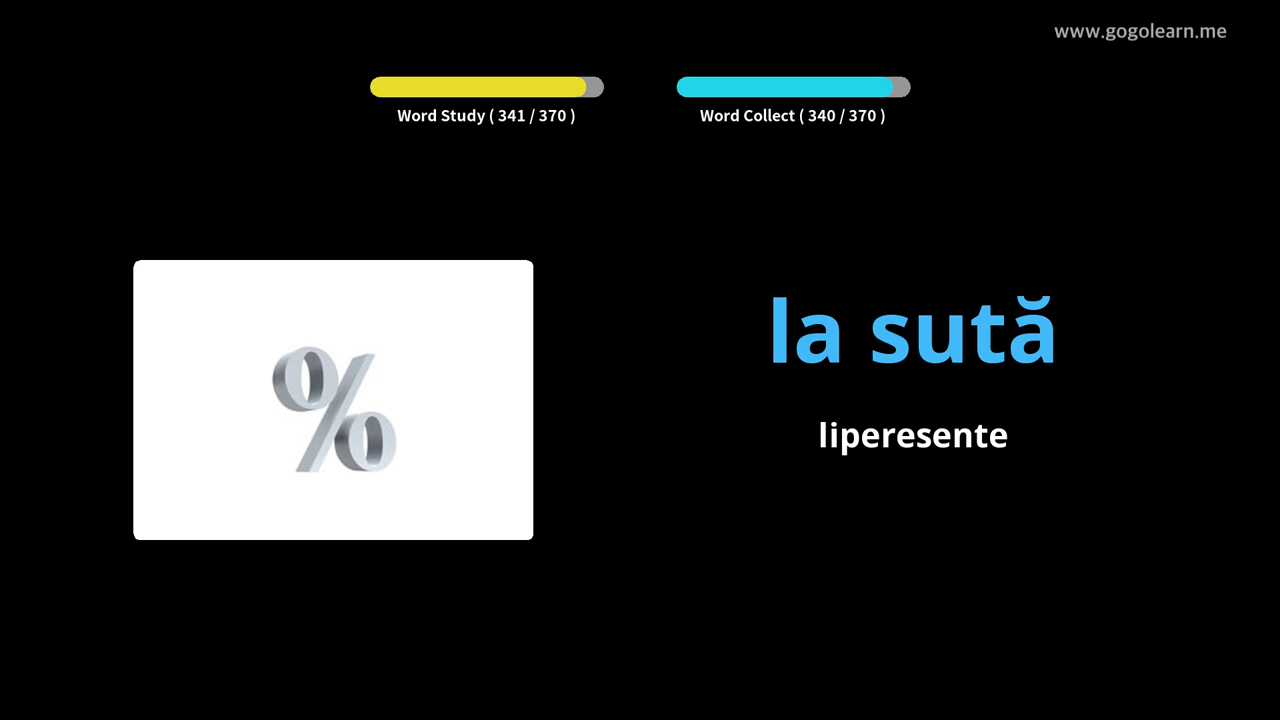 www.gogolearn.me
Word Study ( 341 / 370 )
Word Collect ( 340 / 370 )
%
la sută
liperesente